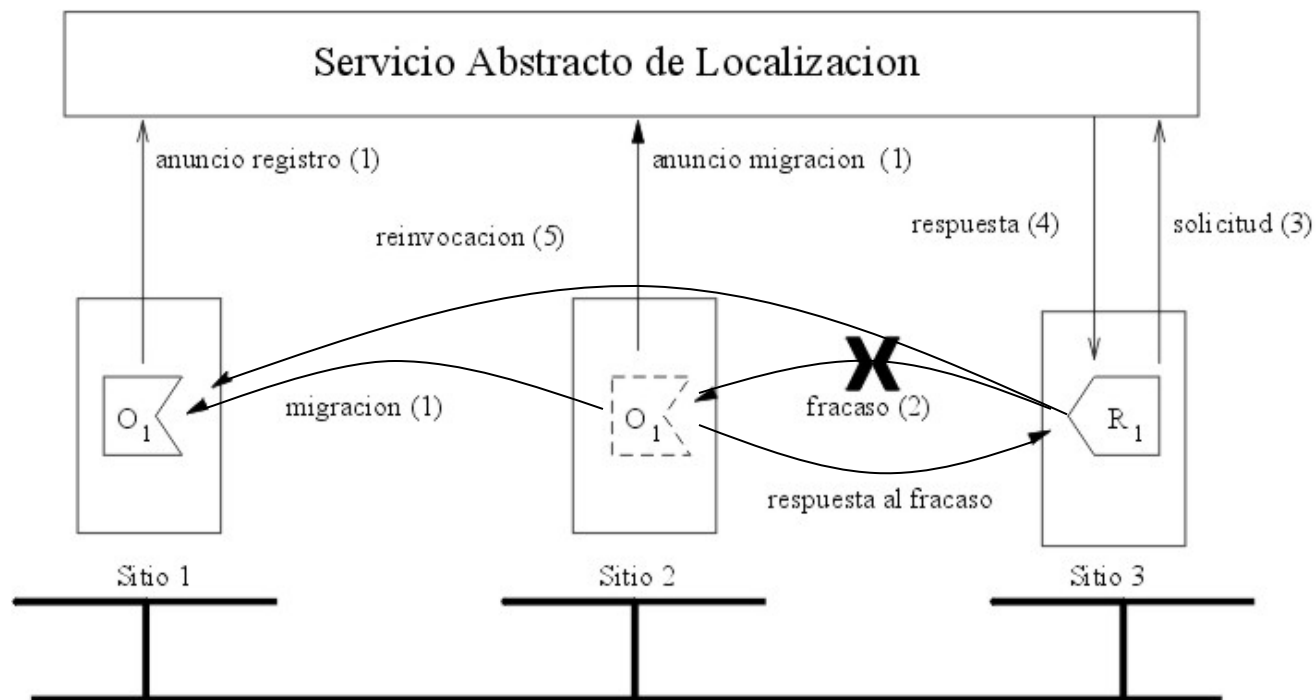 Servicio Abstracto de Localizacion
anuncio registro (1)
anuncio migracion (1)
reinvocacion (5)
respuesta (4)
solicitud (3)
migracion (1)
fracaso (2)
O1
O1
R1
respuesta al fracaso
Sitio 1
Sitio 2
Sitio 3